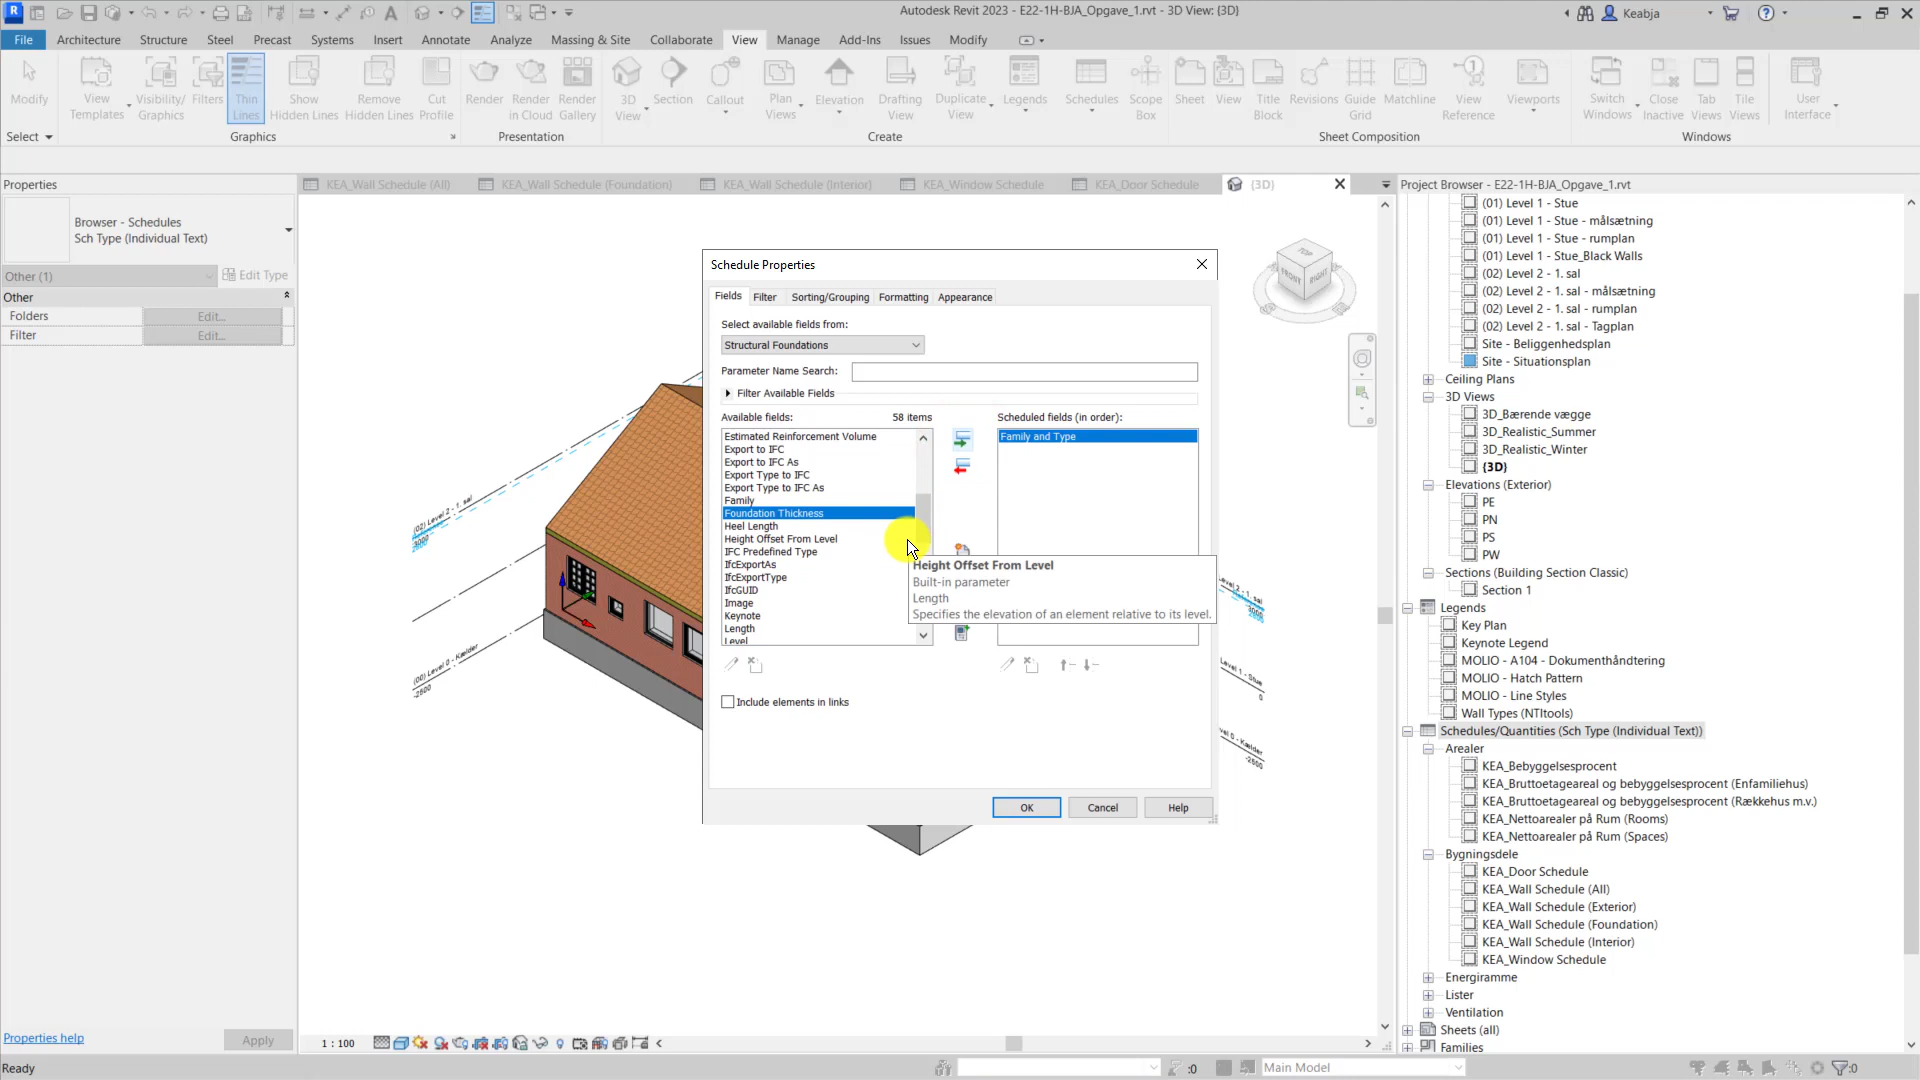 Autodesk Revit 2023 - E22-1H-BJA_Opgave_1.rvt - 3D View: {3D}
Keabja
File Architecture Structure Steel Precast Systems Insert Annotate Analyze Massing & Site Collaborate View Manage Add-Ins Issues Modify
Modify
View Templates
Visibility/ Graphics
Filters
Thin Lines
Show Hidden Lines
Remove Hidden Lines
Cut Profile
Render
Render in Cloud
Render Gallery
3D View
Section
Callout
Plan Views
Elevation
Drafting View
Duplicate View
Legends
Schedules
Scope Box
Sheet
View
Title Block
Revisions
Guide Grid
Matchline
View Reference
Viewports
Switch Windows
Close Inactive
Tab Views
Tile Views
User Interface
Select
Graphics
Presentation
Create
Sheet Composition
Windows
Properties
Browser - Schedules
Sch Type (Individual Text)
Other (1)
Edit Type
Other
Folders Edit...
Filter Edit...
Properties help
Apply
Ready
KEA_Wall Schedule (All)
KEA_Wall Schedule (Foundation)
KEA_Wall Schedule (Interior)
KEA_Window Schedule
KEA_Door Schedule
{3D}
(02) Level 2 - 1. sal
3000
(00) Level 0 - Kælder
-2500
TOP
FRONT
RIGHT
3000
0
-2500
Schedule Properties
Fields Filter Sorting/Grouping Formatting Appearance
Select available fields from:
Structural Foundations
Parameter Name Search:
Filter Available Fields
Available fields: 58 items
Estimated Reinforcement Volume
Export to IFC
Export to IFC As
Export Type to IFC
Export Type to IFC As
Family
Foundation Thickness
Heel Length
Height Offset From Level
IFC Predefined Type
IfcExportAs
IfcExportType
IfcGUID
Image
Keynote
Length
Level
Scheduled fields (in order):
Family and Type
Height Offset From Level
Built-in parameter
Length
Specifies the elevation of an element relative to its level.
Include elements in links
OK
Cancel
Help
1 : 100
:0
Main Model
:0
Project Browser - E22-1H-BJA_Opgave_1.rvt
(01) Level 1 - Stue
(01) Level 1 - Stue - målsætning
(01) Level 1 - Stue - rumplan
(01) Level 1 - Stue_Black Walls
(02) Level 2 - 1. sal
(02) Level 2 - 1. sal - målsætning
(02) Level 2 - 1. sal - rumplan
(02) Level 2 - 1. sal - Tagplan
Site - Beliggenhedsplan
Site - Situationsplan
Ceiling Plans
3D Views
3D_Bærende vægge
3D_Realistic_Summer
3D_Realistic_Winter
{3D}
Elevations (Exterior)
PE
PN
PS
PW
Sections (Building Section Classic)
Section 1
Legends
Key Plan
Keynote Legend
MOLIO - A104 - Dokumenthåndtering
MOLIO - Hatch Pattern
MOLIO - Line Styles
Wall Types (NTItools)
Schedules/Quantities (Sch Type (Individual Text))
Arealer
KEA_Bebyggelsesprocent
KEA_Bruttoetageareal og bebyggelsesprocent (Enfamiliehus)
KEA_Bruttoetageareal og bebyggelsesprocent (Rækkehus m.v.)
KEA_Nettoarealer på Rum (Rooms)
KEA_Nettoarealer på Rum (Spaces)
Bygningsdele
KEA_Door Schedule
KEA_Wall Schedule (All)
KEA_Wall Schedule (Exterior)
KEA_Wall Schedule (Foundation)
KEA_Wall Schedule (Interior)
KEA_Window Schedule
Energiramme
Lister
Ventilation
Sheets (all)
Families